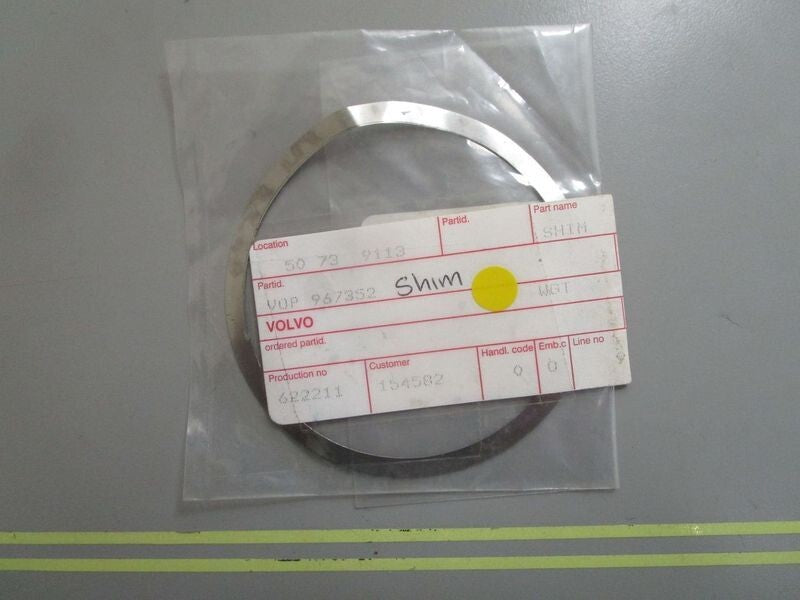 Location Partid. Part name
50 73 9113 SHIM
Partid.
VOP 967352 Shim WGT
VOLVO
ordered partid.
Production no Customer Handl. code Emb.c Line no
622211 154582 0 0